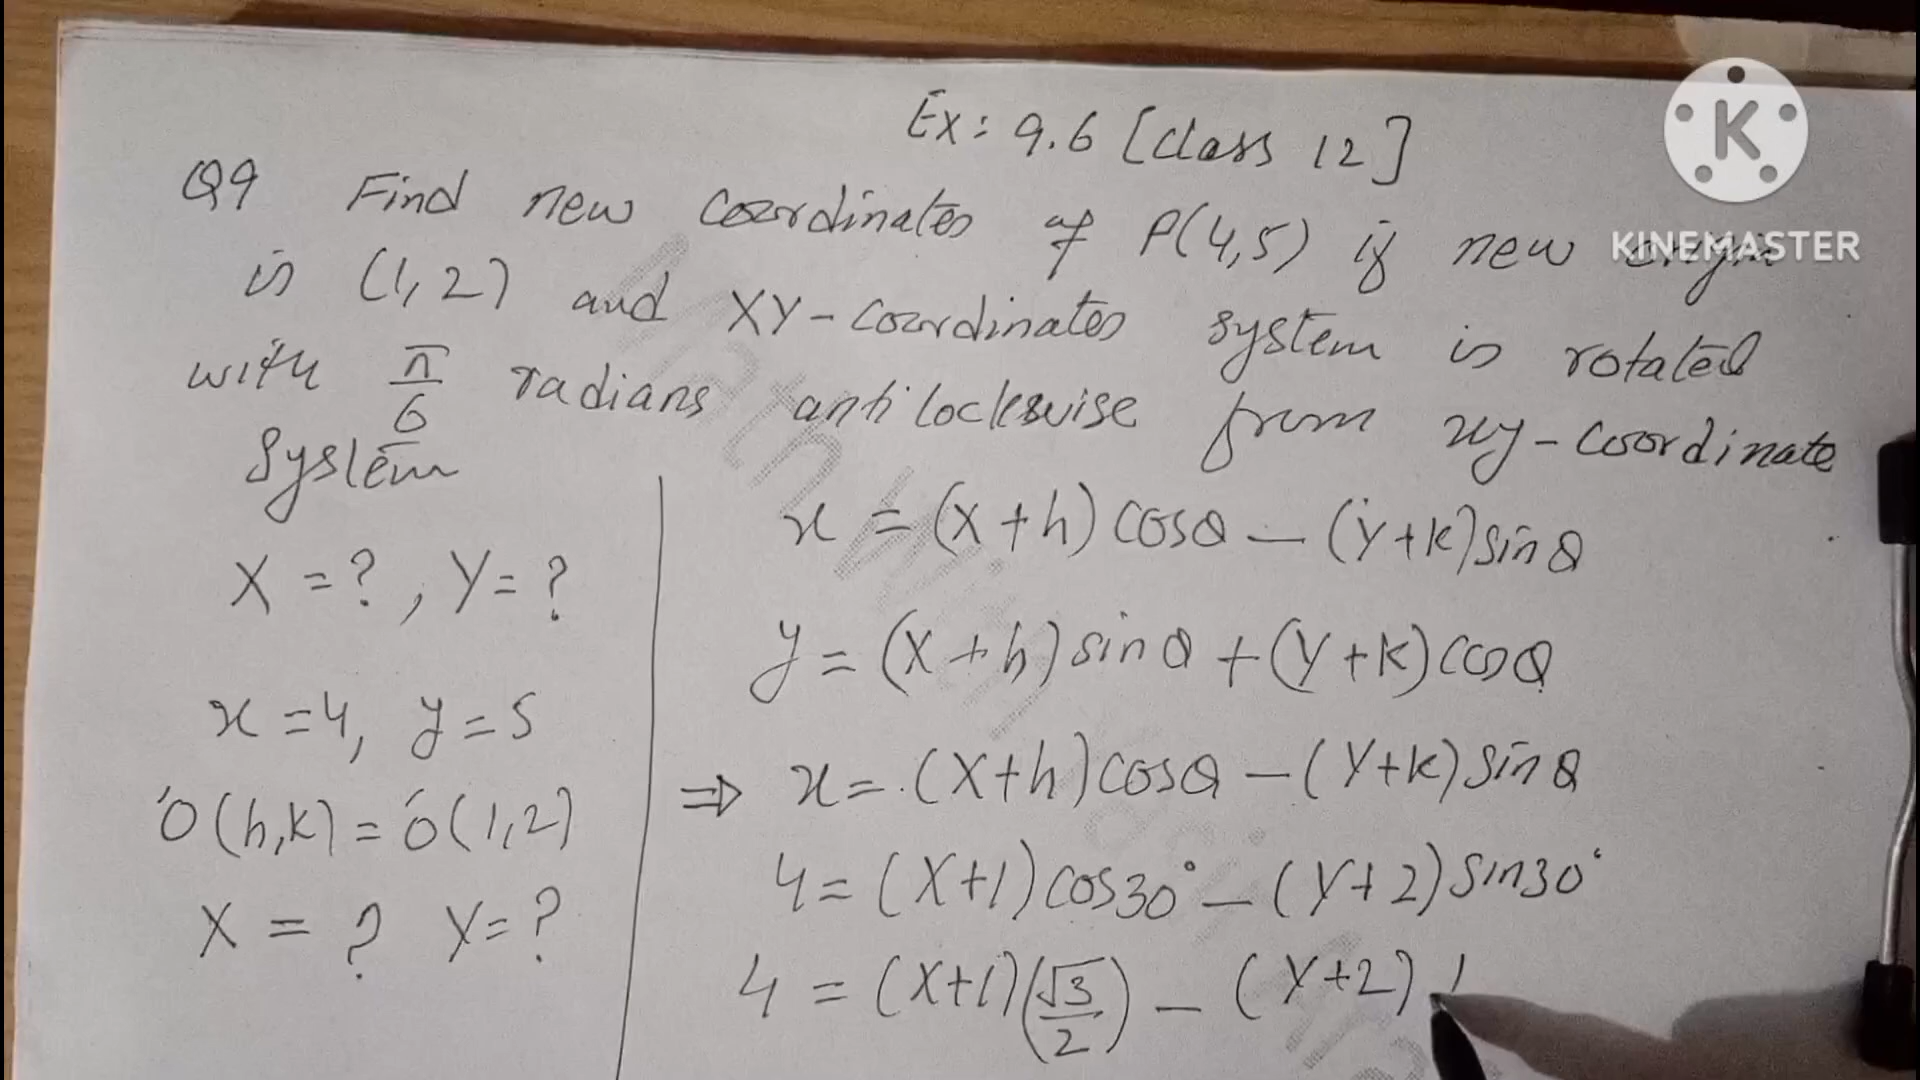 Ex: 9.6 [Class 12]
Q9 Find new coordinates of P(4,5) if new origin
is (1,2) and XY-coordinates system is rotated
with π/6 radians antilockwise from xy-coordinate
System
X = ?, Y = ?
x = 4, y = 5
O'(h,k) = O'(1,2)
X = ? Y = ?
x = (X+h) cosθ - (Y+k) sinθ
y = (X+h) sinθ + (Y+k) cosθ
⇒ x = (X+h) cosθ - (Y+k) sinθ
4 = (X+1) cos30° - (Y+2) sin30°
4 = (X+1)(√3/2) - (Y+2)
K
KINEMASTER